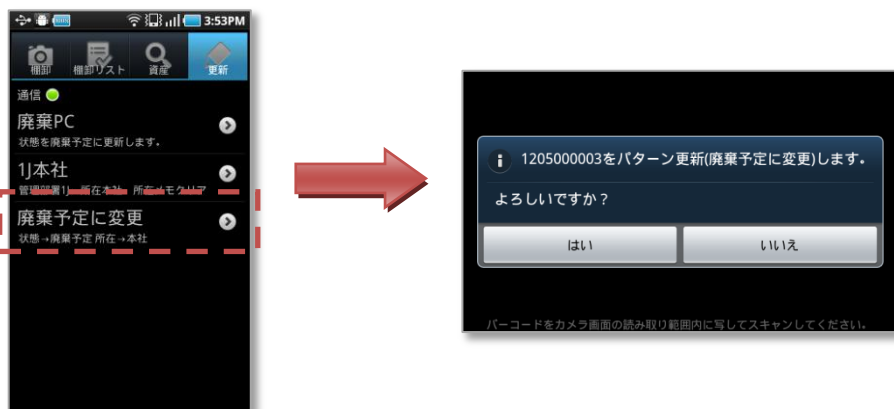 3:53PM
棚卸
棚卸リスト
資産
更新
通信
廃棄PC
状態を廃棄予定に更新します。
1J本社
管理部署1J 所在本社 所在メモクリア
廃棄予定に変更
状態→廃棄予定 所在→本社
1205000003をパターン更新(廃棄予定に変更)します。
よろしいですか？
はい
いいえ
バーコードをカメラ画面の読み取り範囲内に写してスキャンしてください。